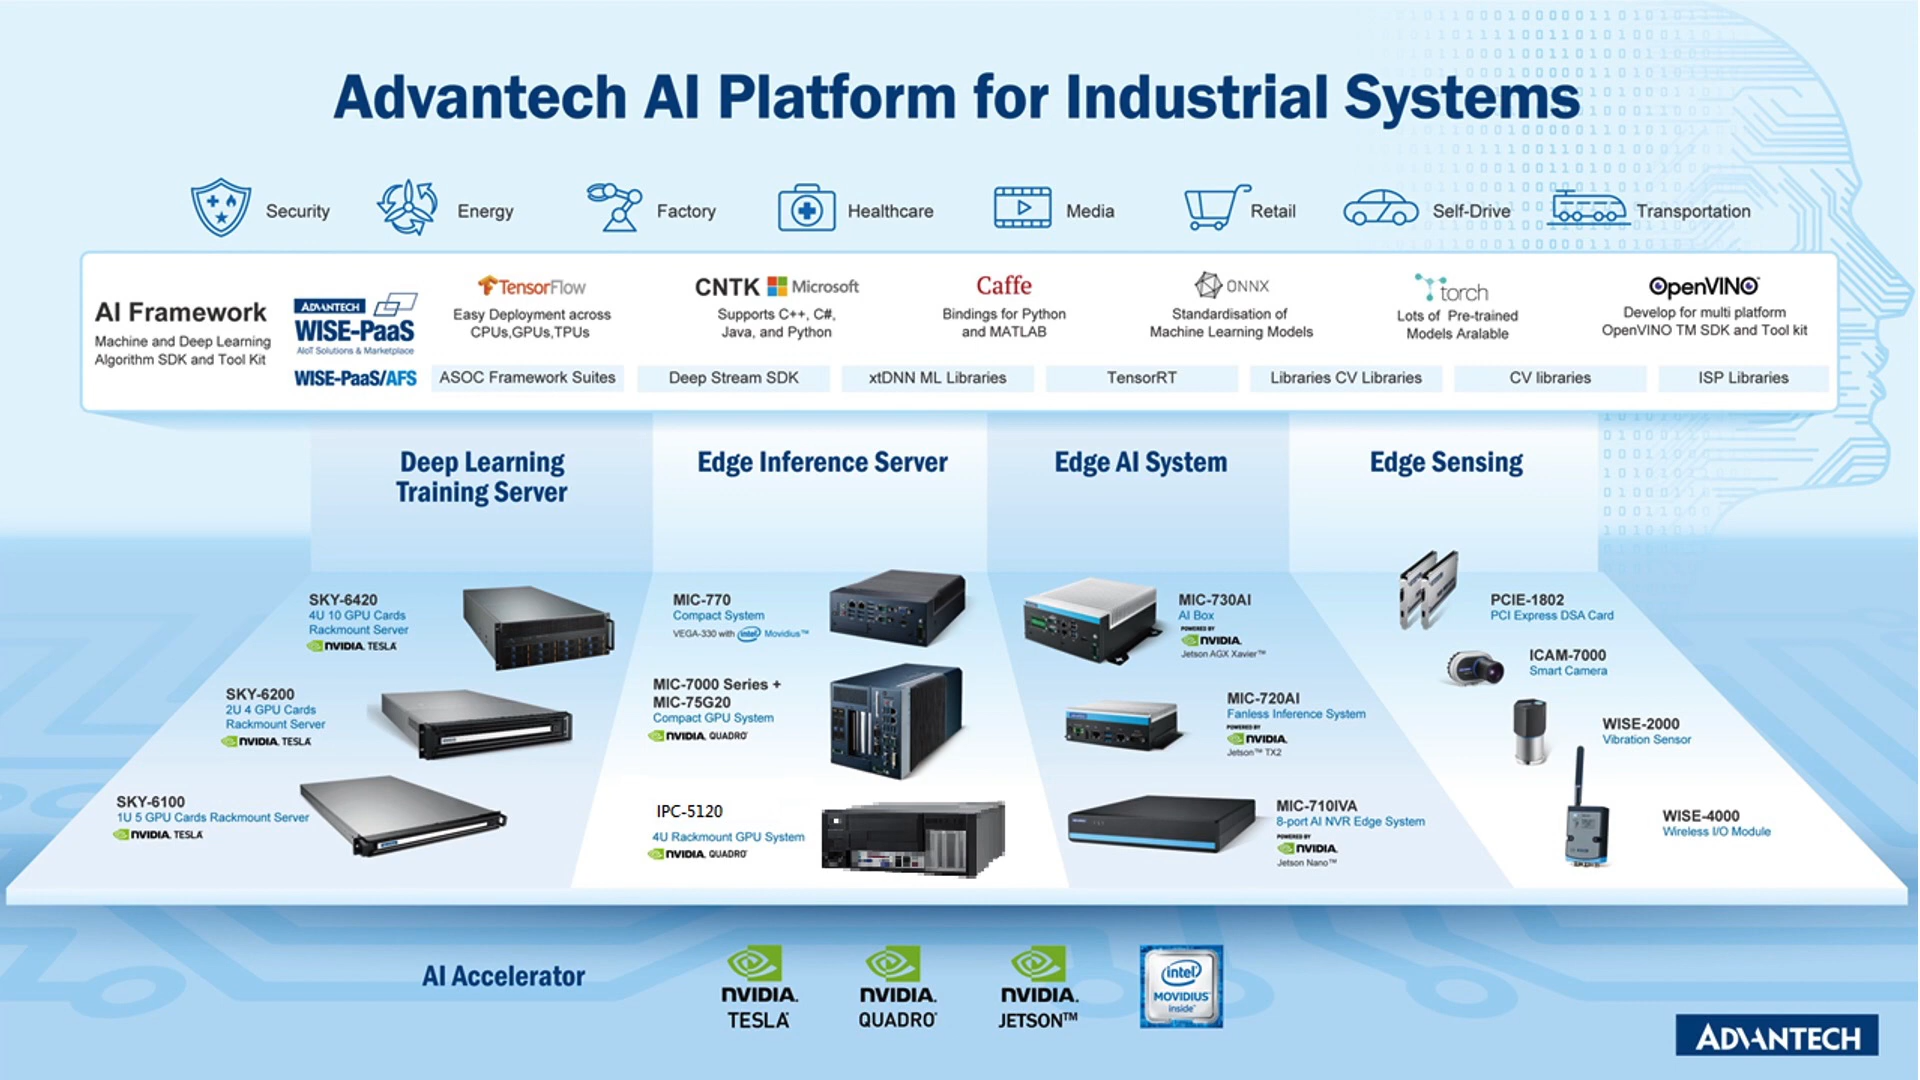 Advantech AI Platform for Industrial Systems
Security
Energy
Factory
Healthcare
Media
Retail
Self-Drive
Transportation
AI Framework
Machine and Deep Learning
Algorithm SDK and Tool Kit
ADVANTECH
WISE-PaaS
AIoT Solutions & Marketplace
WISE-PaaS/AFS
TensorFlow
Easy Deployment across
CPUs,GPUs,TPUs
CNTK Microsoft
Supports C++, C#,
Java, and Python
Caffe
Bindings for Python
and MATLAB
ONNX
Standardisation of
Machine Learning Models
torch
Lots of Pre-trained
Models Aralable
OpenVINO
Develop for multi platform
OpenVINO TM SDK and Tool kit
ASOC Framework Suites
Deep Stream SDK
xtDNN ML Libraries
TensorRT
Libraries CV Libraries
CV libraries
ISP Libraries
Deep Learning
Training Server
SKY-6420
4U 10 GPU Cards
Rackmount Server
NVIDIA. TESLA
SKY-6200
2U 4 GPU Cards
Rackmount Server
NVIDIA. TESLA
SKY-6100
1U 5 GPU Cards Rackmount Server
NVIDIA. TESLA
Edge Inference Server
MIC-770
Compact System
VEGA-330 with intel Movidius™
MIC-7000 Series +
MIC-75G20
Compact GPU System
NVIDIA. QUADRO
IPC-5120
4U Rackmount GPU System
NVIDIA. QUADRO
Edge AI System
MIC-730AI
AI Box
POWERED BY
NVIDIA.
Jetson AGX Xavier™
MIC-720AI
Fanless Inference System
POWERED BY
NVIDIA.
Jetson™ TX2
MIC-710IVA
8-port AI NVR Edge System
POWERED BY
NVIDIA.
Jetson Nano™
Edge Sensing
PCIE-1802
PCI Express DSA Card
ICAM-7000
Smart Camera
WISE-2000
Vibration Sensor
WISE-4000
Wireless I/O Module
AI Accelerator
NVIDIA.
TESLA
NVIDIA.
QUADRO
NVIDIA.
JETSON™
intel
MOVIDIUS
inside
ADVANTECH